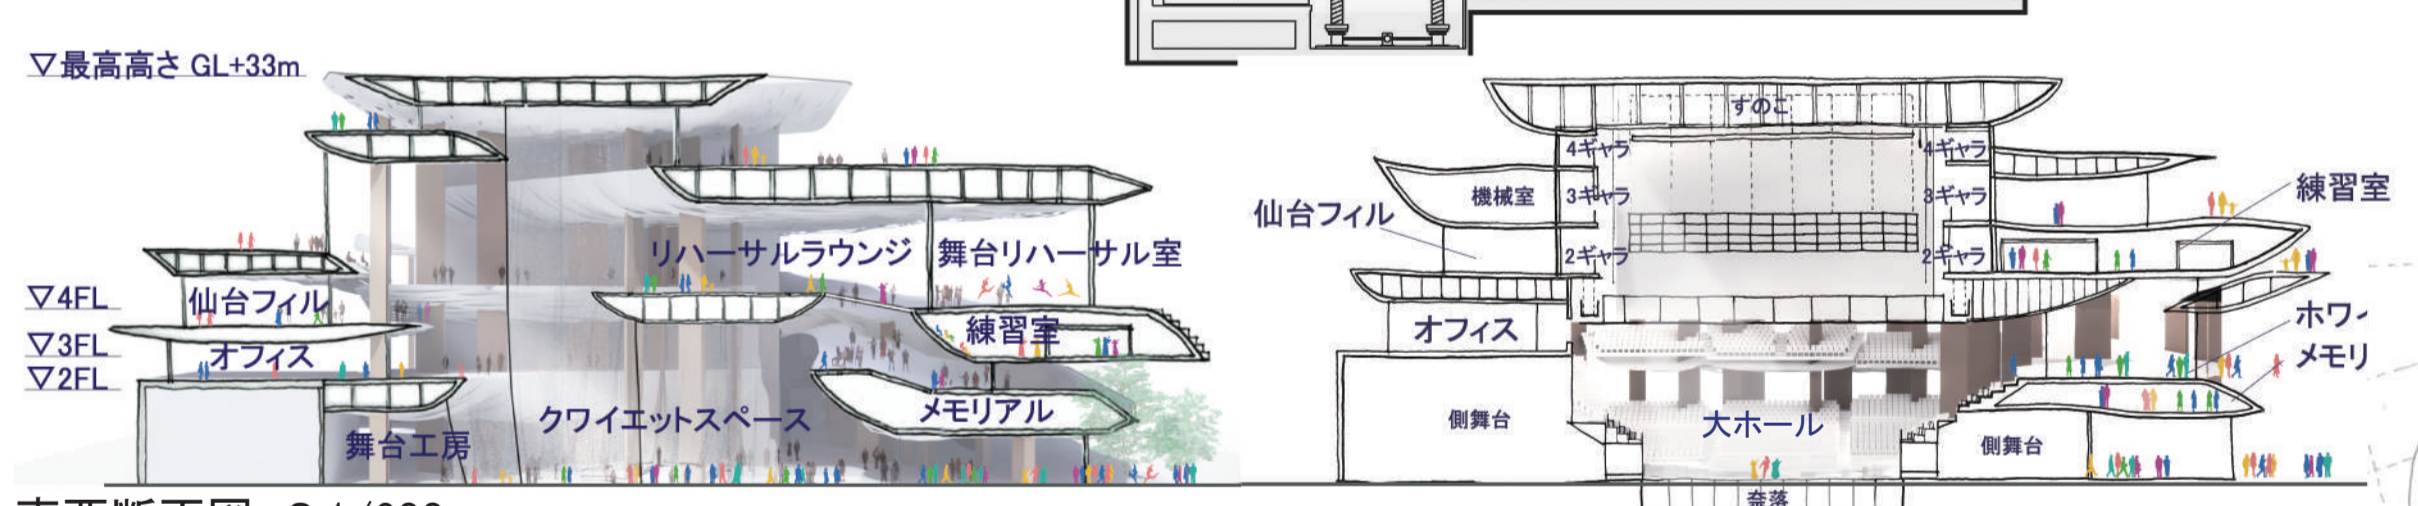 ▽最高高さ GL+33m
リハーサルラウンジ
舞台リハーサル室
▽4FL
仙台フィル
▽3FL
オフィス
練習室
▽2FL
舞台工房
クワイエットスペース
メモリアル
すのこ
4ギャラ
4ギャラ
機械室
3ギャラ
3ギャラ
練習室
仙台フィル
2ギャラ
2ギャラ
オフィス
ホワ
メモリ
側舞台
大ホール
側舞台
奈落